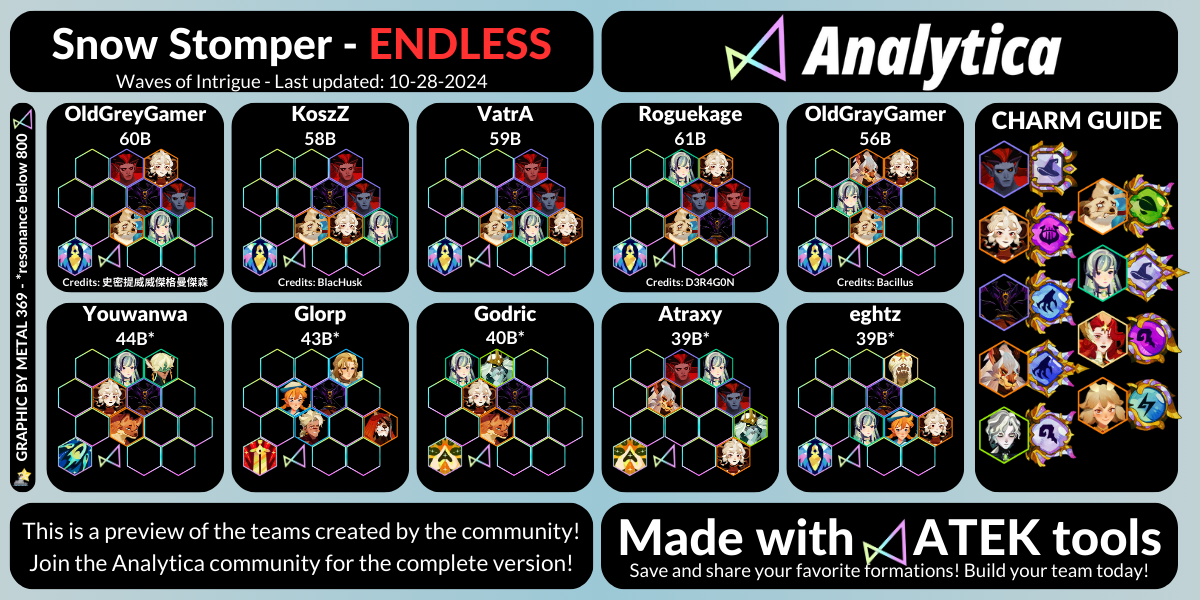 Snow Stomper - ENDLESS
Waves of Intrigue - Last updated: 10-28-2024
Analytica
GRAPHIC BY METAL 369 - *resonance below 800
OldGreyGamer
60B
Credits: 史密提威威傑格曼傑森
KoszZ
58B
Credits: BlacHusk
VatrA
59B
Roguekage
61B
Credits: D3R4G0N
OldGrayGamer
56B
Credits: Bacillus
CHARM GUIDE
Youwanwa
44B*
Glorp
43B*
Godric
40B*
Atraxy
39B*
eghtz
39B*
This is a preview of the teams created by the community!
Join the Analytica community for the complete version!
Made with ATEK tools
Save and share your favorite formations! Build your team today!